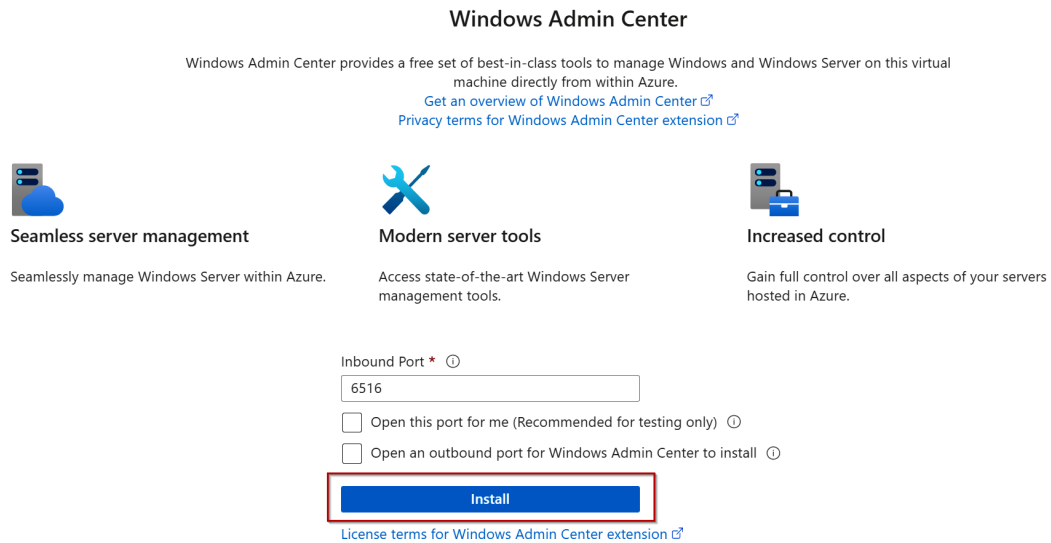 Windows Admin Center
Windows Admin Center provides a free set of best-in-class tools to manage Windows and Windows Server on this virtual
machine directly from within Azure.
Get an overview of Windows Admin Center
Privacy terms for Windows Admin Center extension
Seamless server management
Seamlessly manage Windows Server within Azure.
Modern server tools
Access state-of-the-art Windows Server
management tools.
Increased control
Gain full control over all aspects of your servers
hosted in Azure.
Inbound Port *
6516
Open this port for me (Recommended for testing only)
Open an outbound port for Windows Admin Center to install
Install
License terms for Windows Admin Center extension